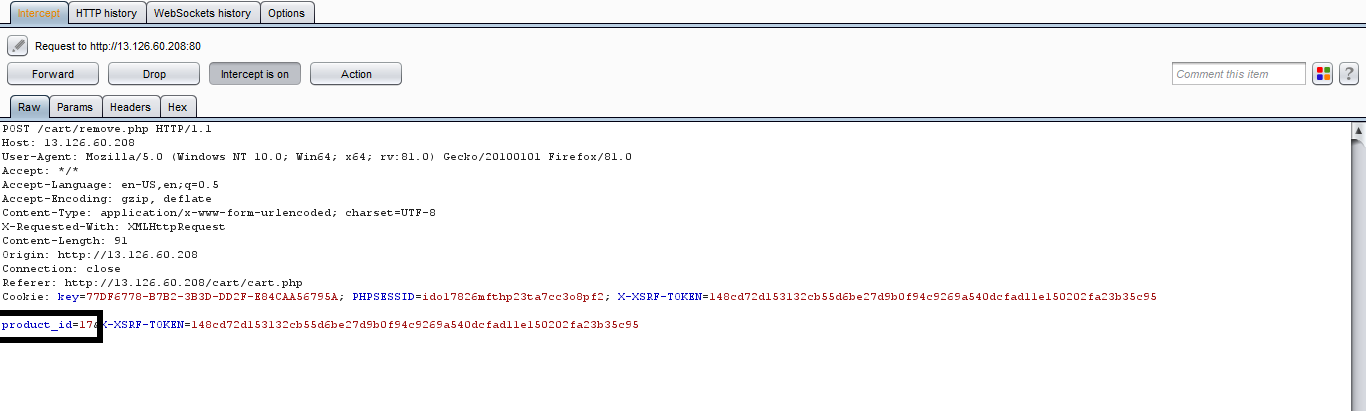 Intercept HTTP history WebSockets history Options
Request to http://13.126.60.208:80
Forward Drop Intercept is on Action Comment this item ?
Raw Params Headers Hex
POST /cart/remove.php HTTP/1.1
Host: 13.126.60.208
User-Agent: Mozilla/5.0 (Windows NT 10.0; Win64; x64; rv:81.0) Gecko/20100101 Firefox/81.0
Accept: */*
Accept-Language: en-US,en;q=0.5
Accept-Encoding: gzip, deflate
Content-Type: application/x-www-form-urlencoded; charset=UTF-8
X-Requested-With: XMLHttpRequest
Content-Length: 91
Origin: http://13.126.60.208
Connection: close
Referer: http://13.126.60.208/cart/cart.php
Cookie: key=77DF6778-B7B2-3B3D-DD2F-E84CAA56795A; PHPSESSID=ido17826mfthp23ta7cc3o8pf2; X-XSRF-TOKEN=148cd72d153132cb55d6be27d9b0f94c9269a540dcfad11e150202fa23b35c95
product_id=17&X-XSRF-TOKEN=148cd72d153132cb55d6be27d9b0f94c9269a540dcfad11e150202fa23b35c95